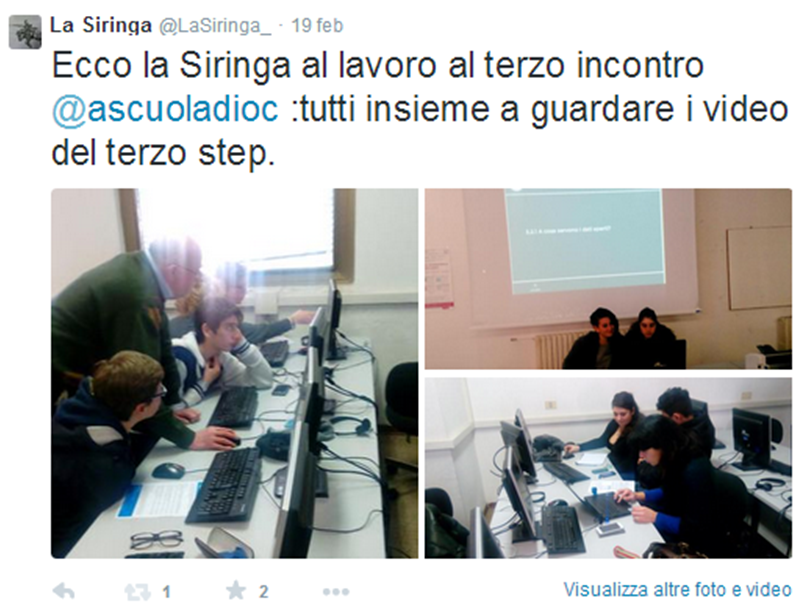 La Siringa @LaSiringa_ · 19 feb
Ecco la Siringa al lavoro al terzo incontro
@ascuoladioc :tutti insieme a guardare i video
del terzo step.
1 2
Visualizza altre foto e video